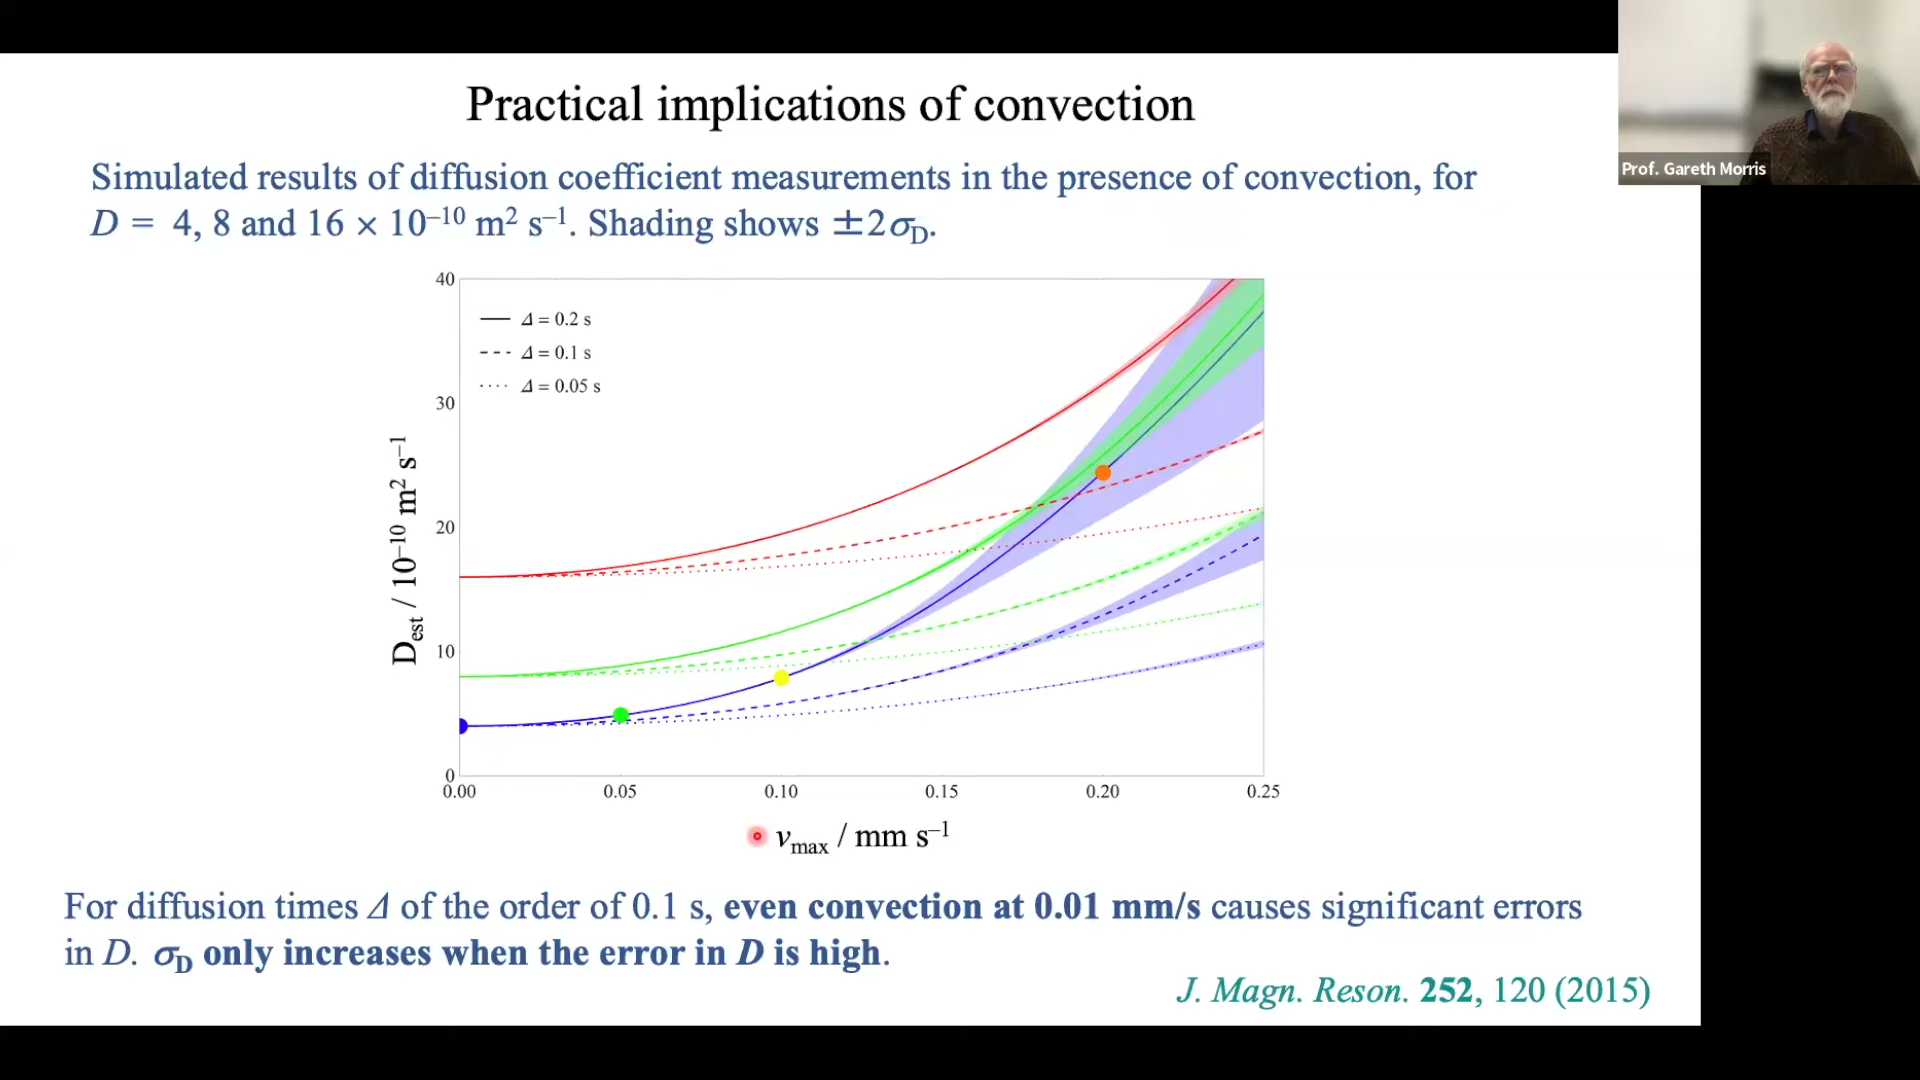 Practical implications of convection
Prof. Gareth Morris
Simulated results of diffusion coefficient measurements in the presence of convection, for
D = 4, 8 and 16 × 10⁻¹⁰ m² s⁻¹. Shading shows ±2σ_D.
40
Δ = 0.2 s
Δ = 0.1 s
Δ = 0.05 s
30
20
10
0
D_est / 10⁻¹⁰ m² s⁻¹
0.00 0.05 0.10 0.15 0.20 0.25
v_max / mm s⁻¹
For diffusion times Δ of the order of 0.1 s, even convection at 0.01 mm/s causes significant errors
in D. σ_D only increases when the error in D is high.
J. Magn. Reson. 252, 120 (2015)